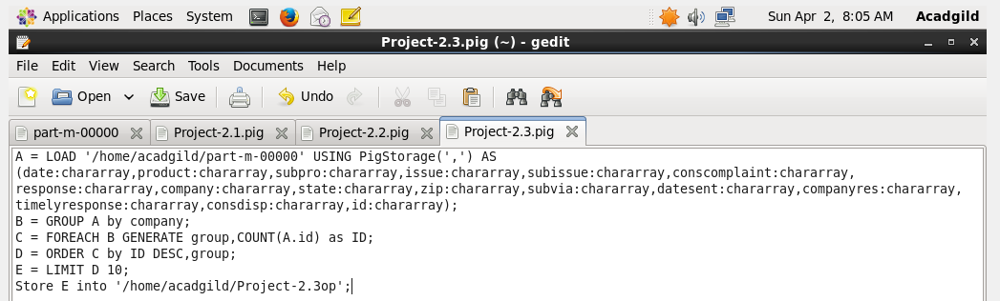 Applications Places System Sun Apr 2, 8:05 AM Acadgild
Project-2.3.pig (~) - gedit
File Edit View Search Tools Documents Help
Open Save Undo
part-m-00000 Project-2.1.pig Project-2.2.pig Project-2.3.pig
A = LOAD '/home/acadgild/part-m-00000' USING PigStorage(',') AS
(date:chararray,product:chararray,subpro:chararray,issue:chararray,subissue:chararray,conscomplaint:chararray,
response:chararray,company:chararray,state:chararray,zip:chararray,subvia:chararray,datesent:chararray,companyres:chararray,
timelyresponse:chararray,consdisp:chararray,id:chararray);
B = GROUP A by company;
C = FOREACH B GENERATE group,COUNT(A.id) as ID;
D = ORDER C by ID DESC,group;
E = LIMIT D 10;
Store E into '/home/acadgild/Project-2.3op';